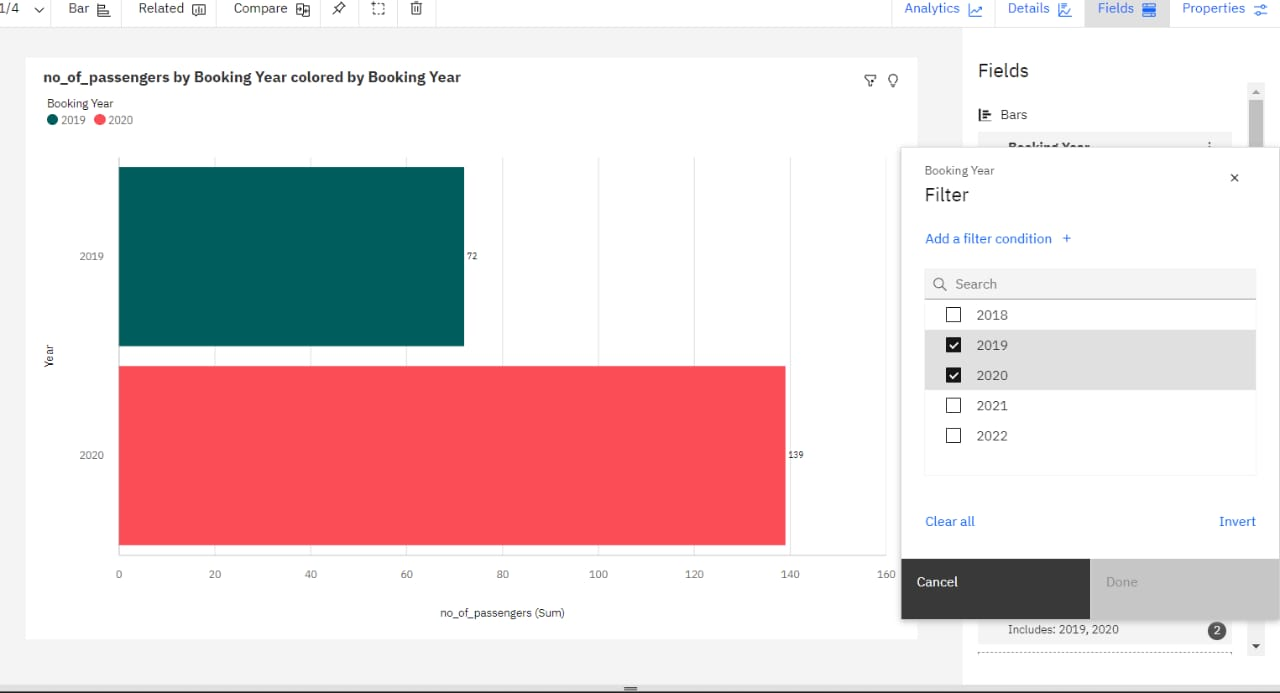 1/4 Bar Related Compare Analytics Details Fields Properties
no_of_passengers by Booking Year colored by Booking Year
Booking Year
2019 2020
2019
72
Year
2020
139
0 20 40 60 80 100 120 140 160
no_of_passengers (Sum)
Fields
Bars
Booking Year
Booking Year
Filter
Add a filter condition +
Search
2018
2019
2020
2021
2022
Clear all Invert
Cancel Done
Includes: 2019, 2020 2